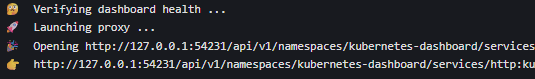 Verifying dashboard health ...
Launching proxy ...
Opening http://127.0.0.1:54231/api/v1/namespaces/kubernetes-dashboard/services
http://127.0.0.1:54231/api/v1/namespaces/kubernetes-dashboard/services/http:ku